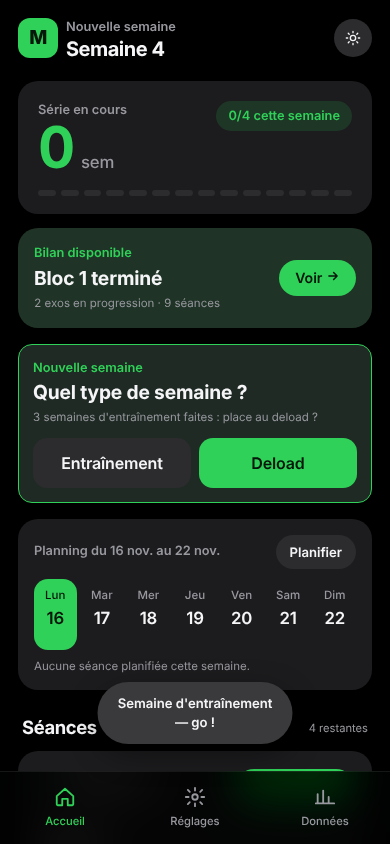 M
Nouvelle semaine
Semaine 4
Série en cours
0/4 cette semaine
0 sem
Bilan disponible
Bloc 1 terminé
2 exos en progression · 9 séances
Voir →
Nouvelle semaine
Quel type de semaine ?
3 semaines d'entraînement faites : place au deload ?
Entraînement
Deload
Planning du 16 nov. au 22 nov.
Planifier
Lun Mar Mer Jeu Ven Sam Dim
16 17 18 19 20 21 22
Aucune séance planifiée cette semaine.
Semaine d'entraînement
— go !
Séances
4 restantes
Accueil
Réglages
Données